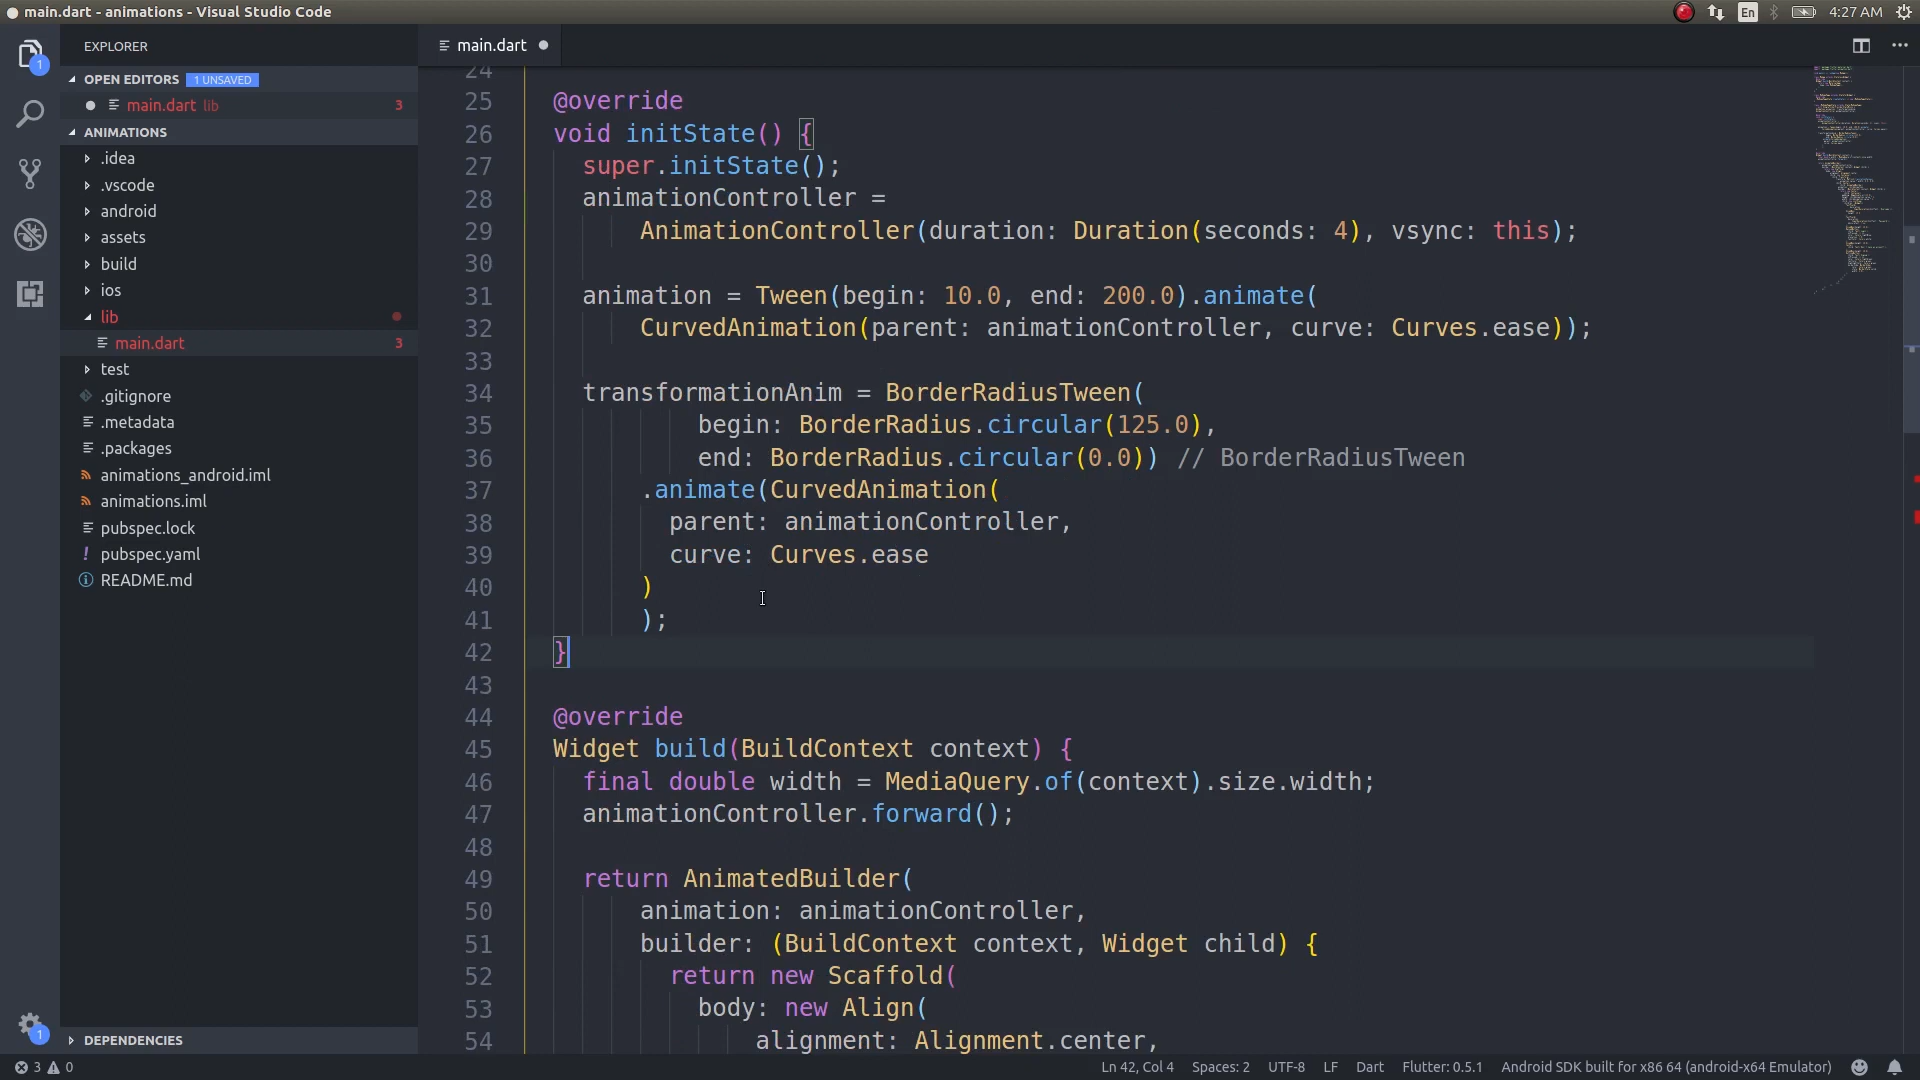 main.dart - animations - Visual Studio Code
En
4:27 AM
EXPLORER
OPEN EDITORS 1 UNSAVED
main.dart lib 3
ANIMATIONS
.idea
.vscode
android
assets
build
ios
lib
main.dart 3
test
.gitignore
.metadata
.packages
animations_android.iml
animations.iml
pubspec.lock
pubspec.yaml
README.md
DEPENDENCIES
1
1
main.dart
24
25 @override
26 void initState() {
27 super.initState();
28 animationController =
29 AnimationController(duration: Duration(seconds: 4), vsync: this);
30
31 animation = Tween(begin: 10.0, end: 200.0).animate(
32 CurvedAnimation(parent: animationController, curve: Curves.ease));
33
34 transformationAnim = BorderRadiusTween(
35 begin: BorderRadius.circular(125.0),
36 end: BorderRadius.circular(0.0)) // BorderRadiusTween
37 .animate(CurvedAnimation(
38 parent: animationController,
39 curve: Curves.ease
40 )
41 );
42 }
43
44 @override
45 Widget build(BuildContext context) {
46 final double width = MediaQuery.of(context).size.width;
47 animationController.forward();
48
49 return AnimatedBuilder(
50 animation: animationController,
51 builder: (BuildContext context, Widget child) {
52 return new Scaffold(
53 body: new Align(
54 alignment: Alignment.center,
3 0
Ln 42, Col 4 Spaces: 2 UTF-8 LF Dart Flutter: 0.5.1 Android SDK built for x86 64 (android-x64 Emulator)